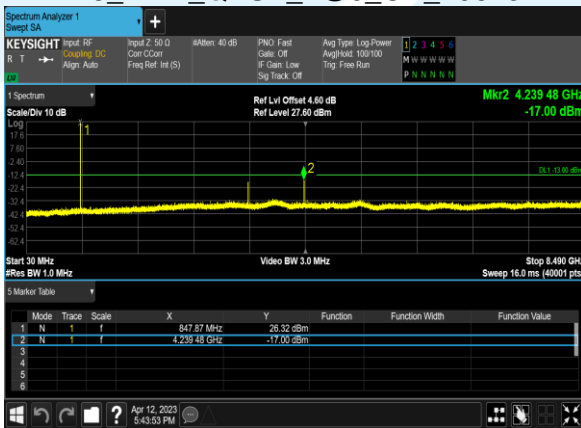 Spectrum Analyzer 1
Swept SA
+
KEYSIGHT
R T
LXI
Input: RF
Coupling: DC
Align: Auto
Input Z: 50 Ω
Corr CCorr
Freq Ref: Int (S)
#Atten: 40 dB
PNO: Fast
Gate: Off
IF Gain: Low
Sig Track: Off
Avg Type: Log-Power
Avg|Hold: 100/100
Trig: Free Run
1 2 3 4 5 6
M W W W W W
P N N N N N
1 Spectrum
Scale/Div 10 dB
Ref Lvl Offset 4.60 dB
Ref Level 27.60 dBm
Mkr2 4.239 48 GHz
-17.00 dBm
Log
17.6
7.60
-2.40
-12.4
-22.4
-32.4
-42.4
-52.4
-62.4
1
2
DL1 -13.00 dBm
Start 30 MHz
#Res BW 1.0 MHz
Video BW 3.0 MHz
Stop 8.490 GHz
Sweep 16.0 ms (40001 pts)
5 Marker Table
Mode Trace Scale X Y Function Function Width Function Value
1 N 1 f 847.87 MHz 26.32 dBm
2 N 1 f 4.239 48 GHz -17.00 dBm
3
4
5
6
?
Apr 12, 2023
5:43:53 PM